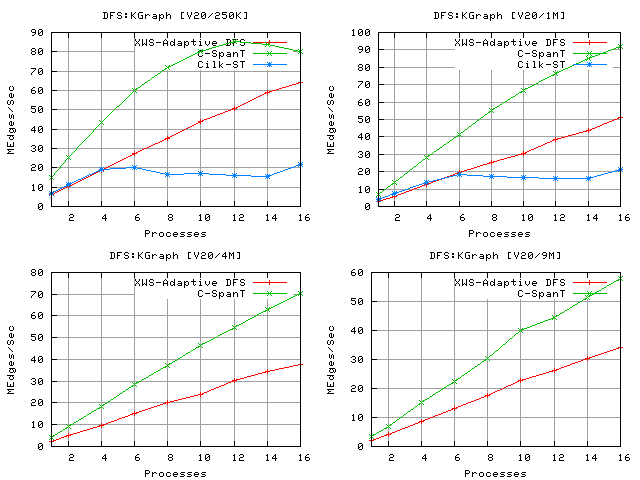 DFS:KGraph [V20/250K]
XWS-Adaptive DFS
C-SpanT
Cilk-ST
MEdges/Sec
90
80
70
60
50
40
30
20
10
0
2 4 6 8 10 12 14 16
Processes
DFS:KGraph [V20/1M]
XWS-Adaptive DFS
C-SpanT
Cilk-ST
MEdges/Sec
100
90
80
70
60
50
40
30
20
10
0
2 4 6 8 10 12 14 16
Processes
DFS:KGraph [V20/4M]
XWS-Adaptive DFS
C-SpanT
MEdges/Sec
80
70
60
50
40
30
20
10
0
2 4 6 8 10 12 14 16
Processes
DFS:KGraph [V20/9M]
XWS-Adaptive DFS
C-SpanT
MEdges/Sec
60
50
40
30
20
10
0
2 4 6 8 10 12 14 16
Processes